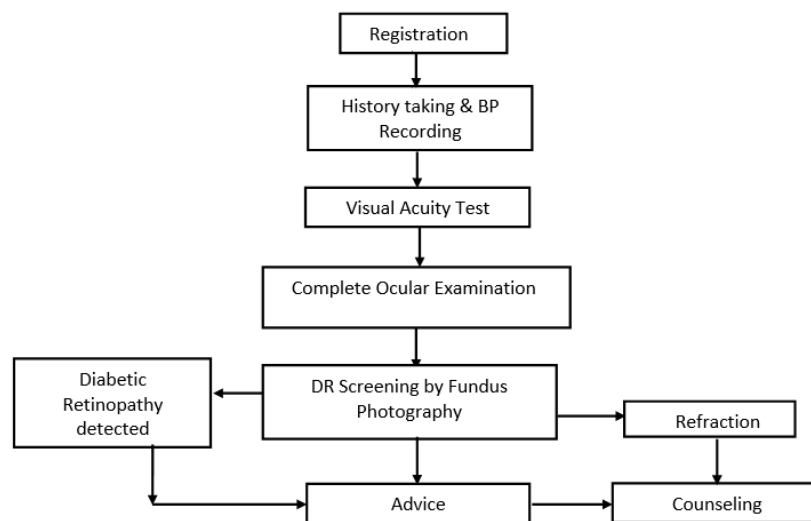 Registration
History taking & BP
Recording
Visual Acuity Test
Complete Ocular Examination
Diabetic
Retinopathy
detected
DR Screening by Fundus
Photography
Refraction
Advice
Counseling